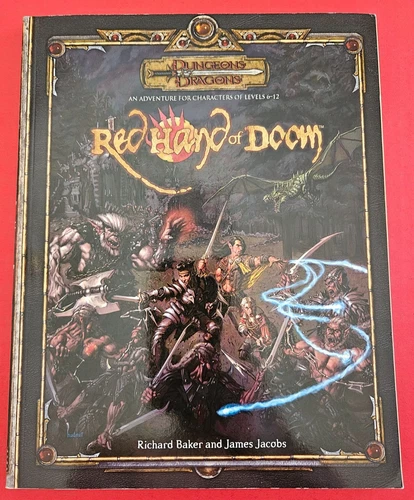 DUNGEONS
DRAGONS
AN ADVENTURE FOR CHARACTERS OF LEVELS 6–12
Red Hand of Doom
Richard Baker and James Jacobs